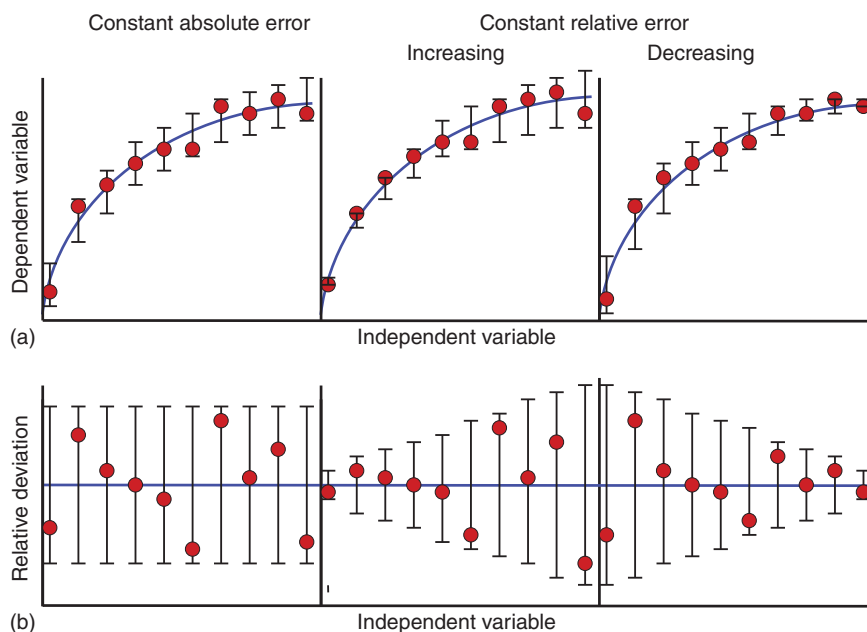 Constant absolute error Constant relative error
Increasing Decreasing
Dependent variable
(a) Independent variable
Relative deviation
(b) Independent variable